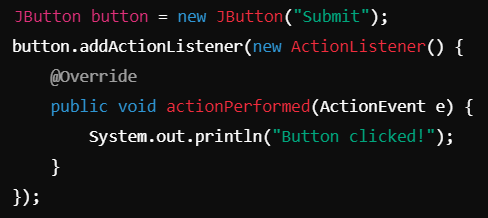 JButton button = new JButton("Submit");
button.addActionListener(new ActionListener() {
    @Override
    public void actionPerformed(ActionEvent e) {
        System.out.println("Button clicked!");
    }
});